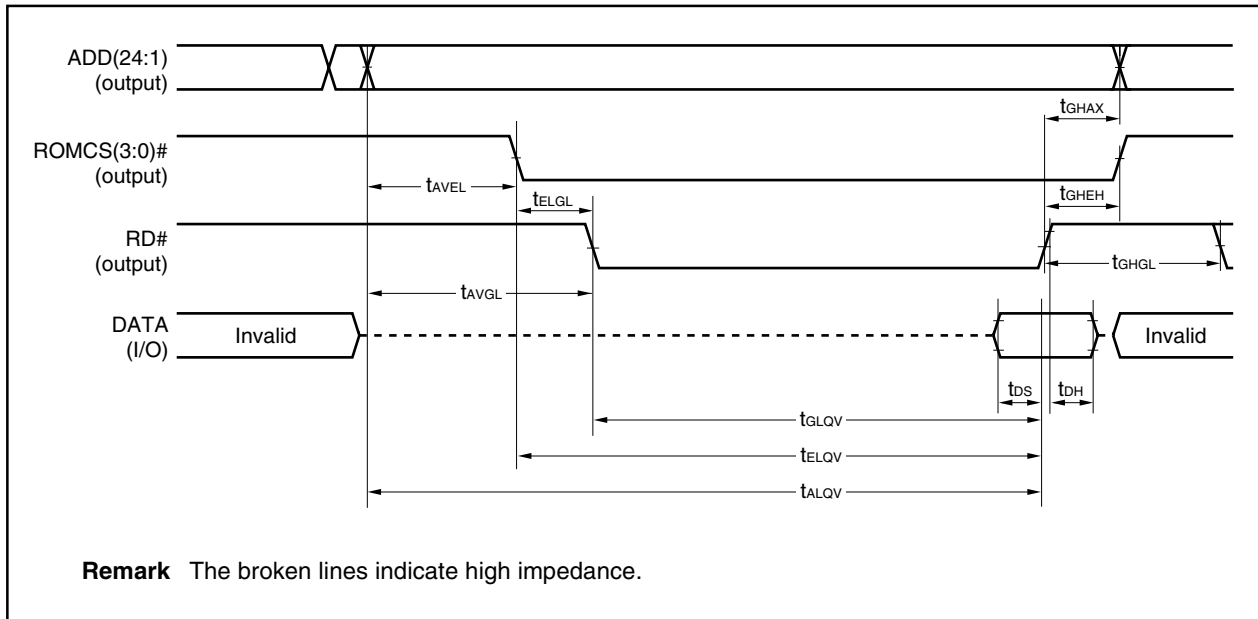 ADD(24:1)
(output)
tGHAX
ROMCS(3:0)#
(output)
tAVEL
tELGL
tGHEH
RD#
(output)
tGHGL
tAVGL
DATA
(I/O)
Invalid
Invalid
tDS
tDH
tGLQV
tELQV
tALQV
Remark The broken lines indicate high impedance.